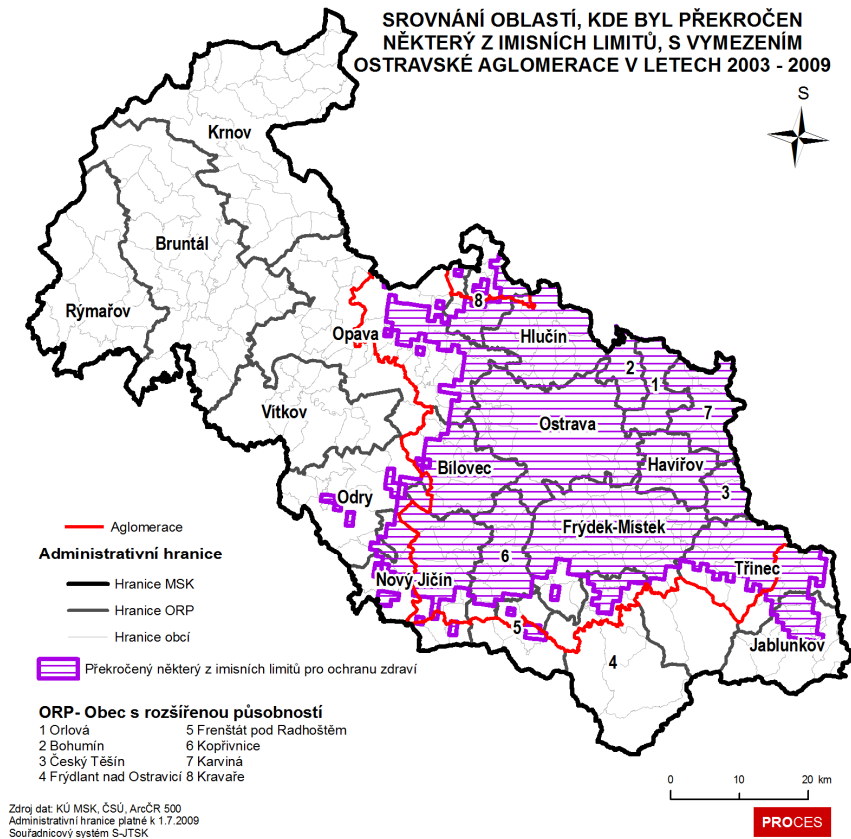 SROVNÁNÍ OBLASTÍ, KDE BYL PŘEKROČEN
NĚKTERÝ Z IMISNÍCH LIMITŮ, S VYMEZENÍM
OSTRAVSKÉ AGLOMERACE V LETECH 2003 - 2009
S
Krnov
Bruntál
Rýmařov
8
Opava
Hlučín
2
1
7
Vítkov
Ostrava
Bílovec
Havířov
3
Odry
Frýdek-Místek
6
Třinec
Nový Jičín
5
4
Jablunkov
Aglomerace
Administrativní hranice
Hranice MSK
Hranice ORP
Hranice obcí
Překročený některý z imisních limitů pro ochranu zdraví
ORP- Obec s rozšířenou působností
1 Orlová
2 Bohumín
3 Český Těšín
4 Frýdlant nad Ostravicí
5 Frenštát pod Radhoštěm
6 Kopřivnice
7 Karviná
8 Kravaře
Zdroj dat: KÚ MSK, ČSÚ, ArcČR 500
Administrativní hranice platné k 1.7.2009
Souřadnicový systém S-JTSK
0 10 20 km
PROCES